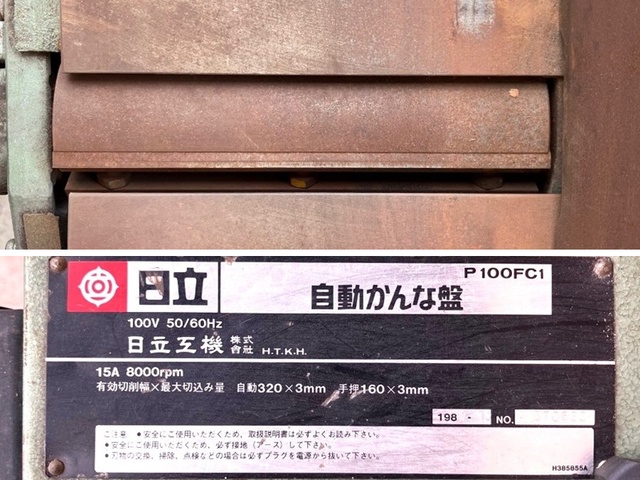 日立
P100FC1
自動かんな盤
100V 50/60Hz
日立工機 株式会社 H.T.K.H.
15A 8000rpm
有効切削幅×最大切込み量 自動320×3mm 手押160×3mm
198 - NO.
ご注意 ●安全にご使用いただくため、取扱説明書は必ずよくお読み下さい。
●安全にご使用いただくため、必ず接地（アース）して下さい。
●刃物の交換、掃除、点検などの場合は必ずプラグを電源から抜いて下さい。
H385855A